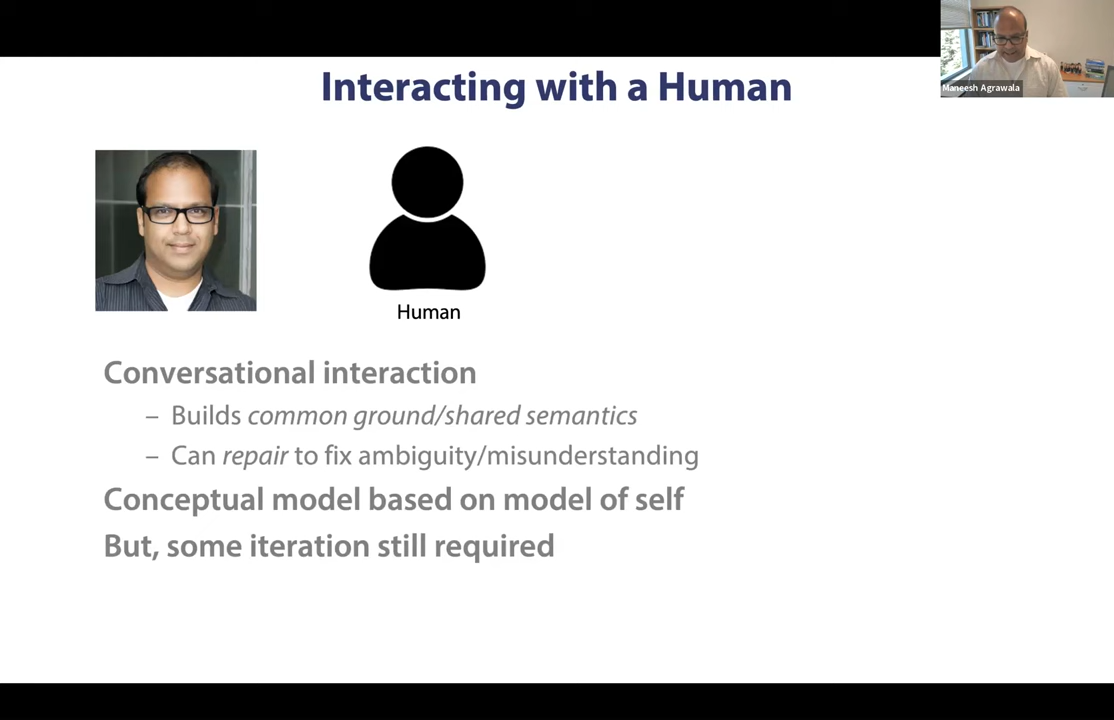 Interacting with a Human
Maneesh Agrawala
Human
Conversational interaction
– Builds common ground/shared semantics
– Can repair to fix ambiguity/misunderstanding
Conceptual model based on model of self
But, some iteration still required